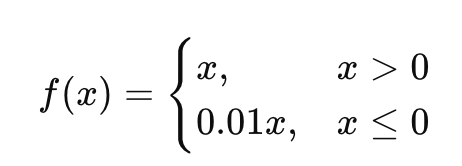 f(x) = { x, x > 0
0.01x, x ≤ 0